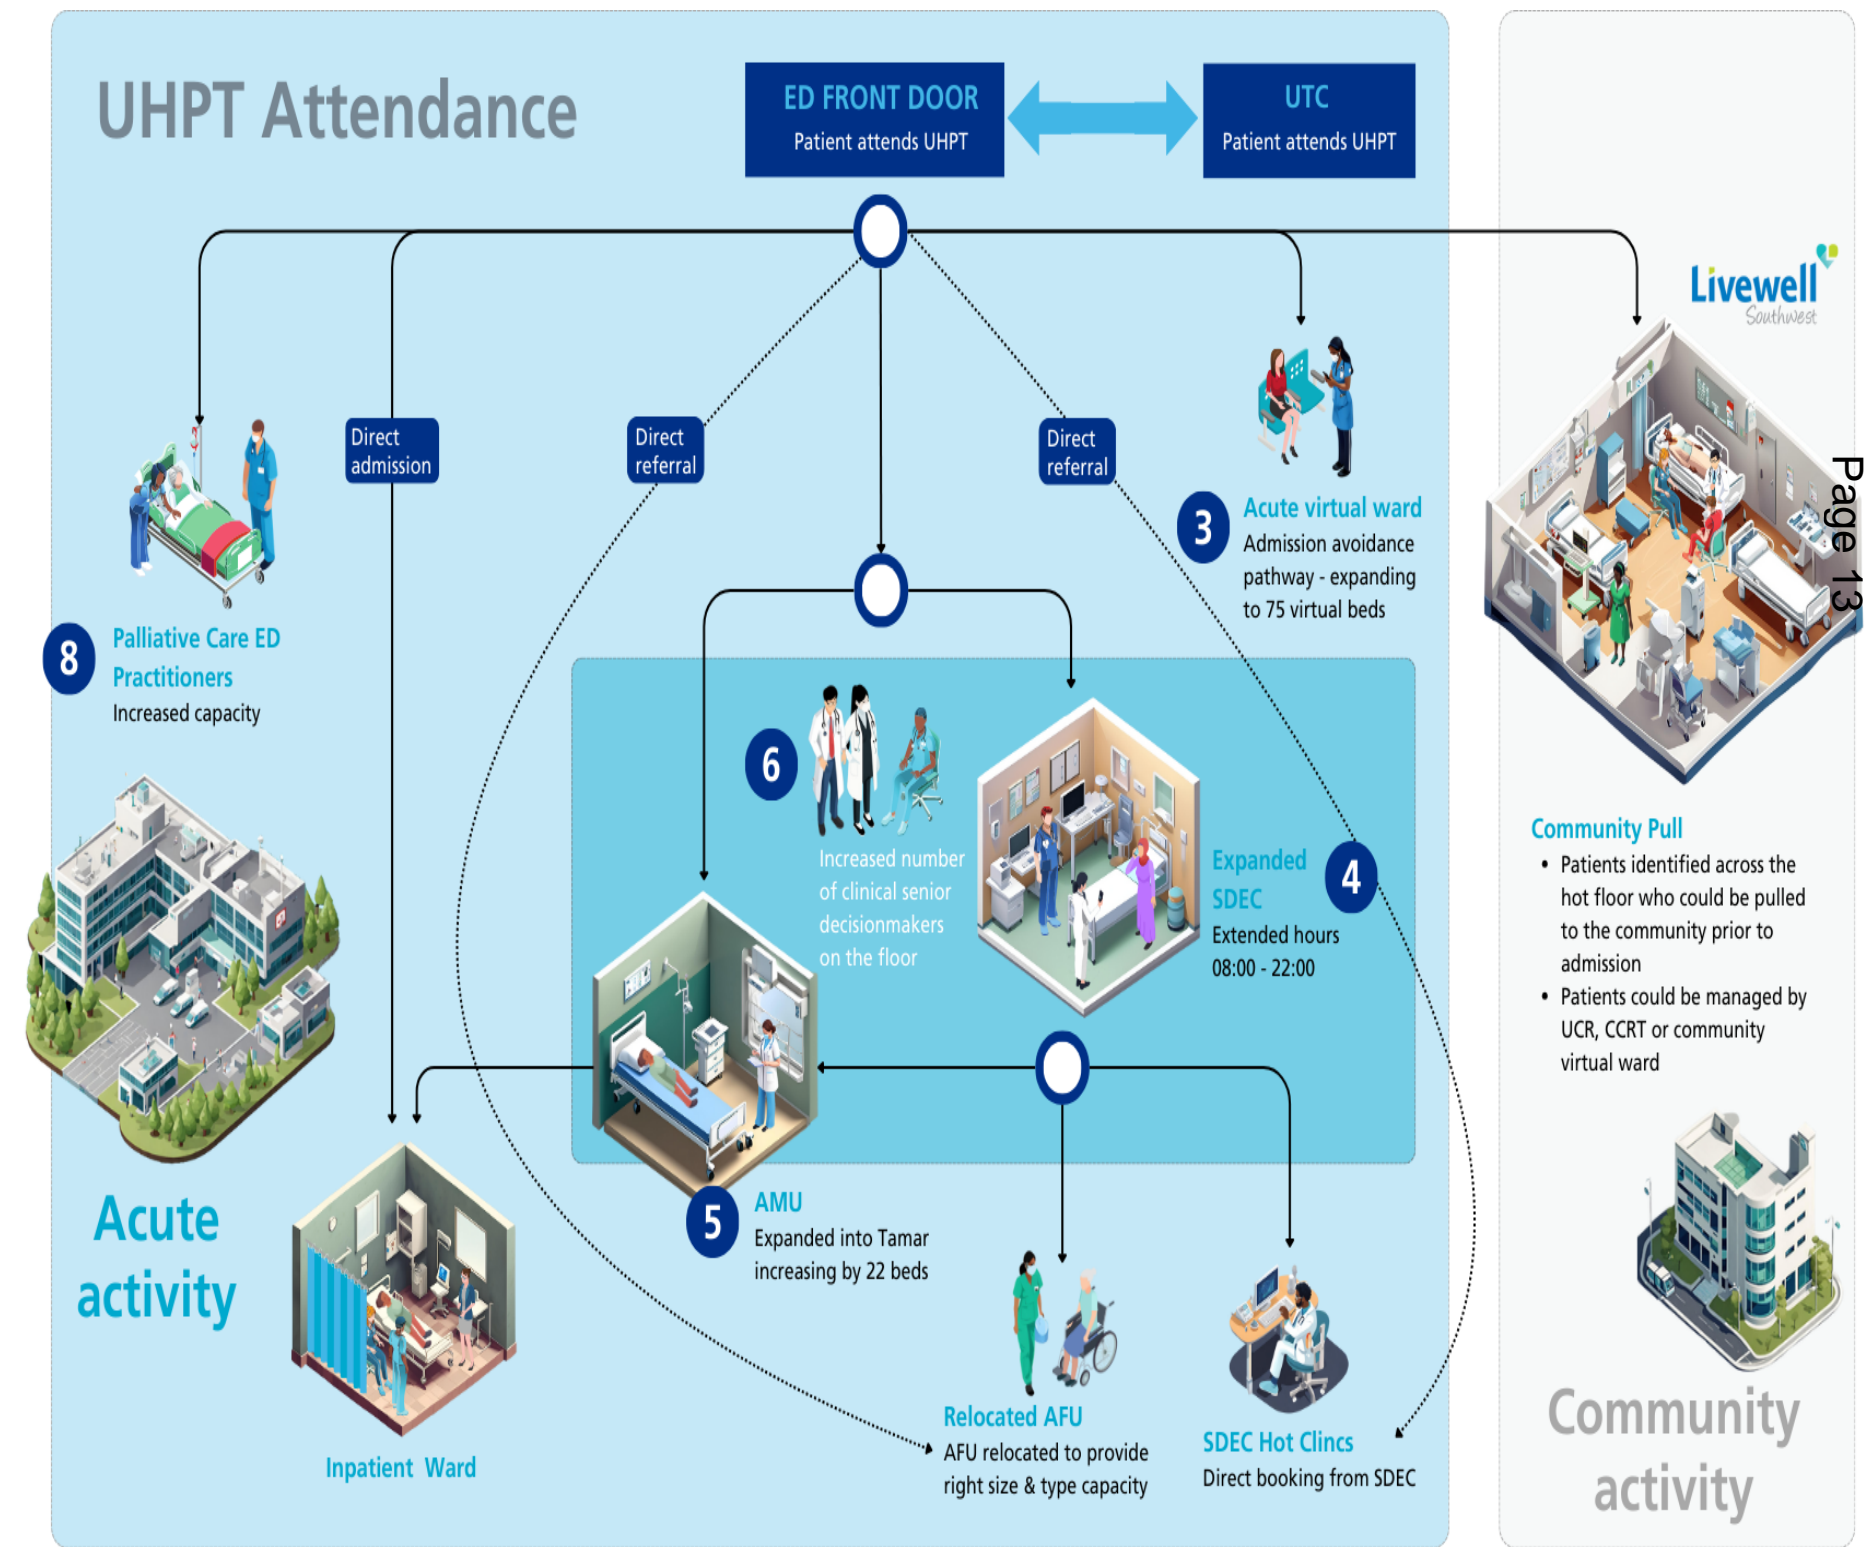 UHPT Attendance
ED FRONT DOOR
Patient attends UHPT
UTC
Patient attends UHPT
Livewell
Southwest
Direct
admission
Direct
referral
Direct
referral
3
Acute virtual ward
Admission avoidance
pathway - expanding
to 75 virtual beds
Page 13
8
Palliative Care ED
Practitioners
Increased capacity
6
Increased number
of clinical senior
decisionmakers
on the floor
Expanded
SDEC
4
Extended hours
08:00 - 22:00
Community Pull
• Patients identified across the
hot floor who could be pulled
to the community prior to
admission
• Patients could be managed by
UCR, CCRT or community
virtual ward
Acute
activity
5
AMU
Expanded into Tamar
increasing by 22 beds
Inpatient Ward
Relocated AFU
AFU relocated to provide
right size & type capacity
SDEC Hot Clincs
Direct booking from SDEC
Community
activity